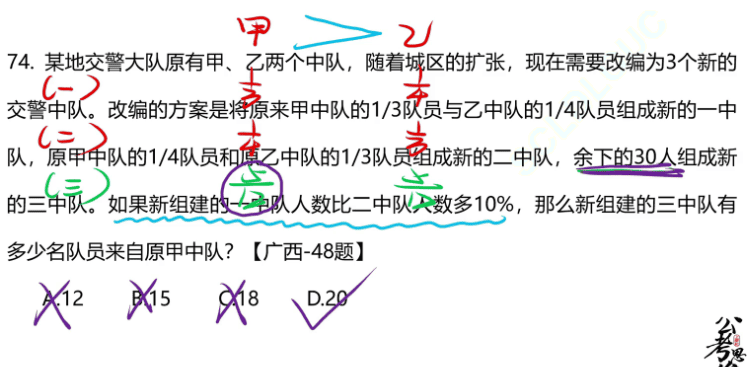 甲 > 乙
74. 某地交警大队原有甲、乙两个中队，随着城区的扩张，现在需要改编为3个新的
(一) 1/3 1/4
交警中队。改编的方案是将原来甲中队的1/3队员与乙中队的1/4队员组成新的一中
(二) 1/4 1/3
队，原甲中队的1/4队员和原乙中队的1/3队员组成新的二中队，余下的30人组成新
(三) 5/12 5/12
的三中队。如果新组建的一中队人数比二中队人数多10%，那么新组建的三中队有
多少名队员来自原甲中队？【广西-48题】
A.12 B.15 C.18 D.20
公考思